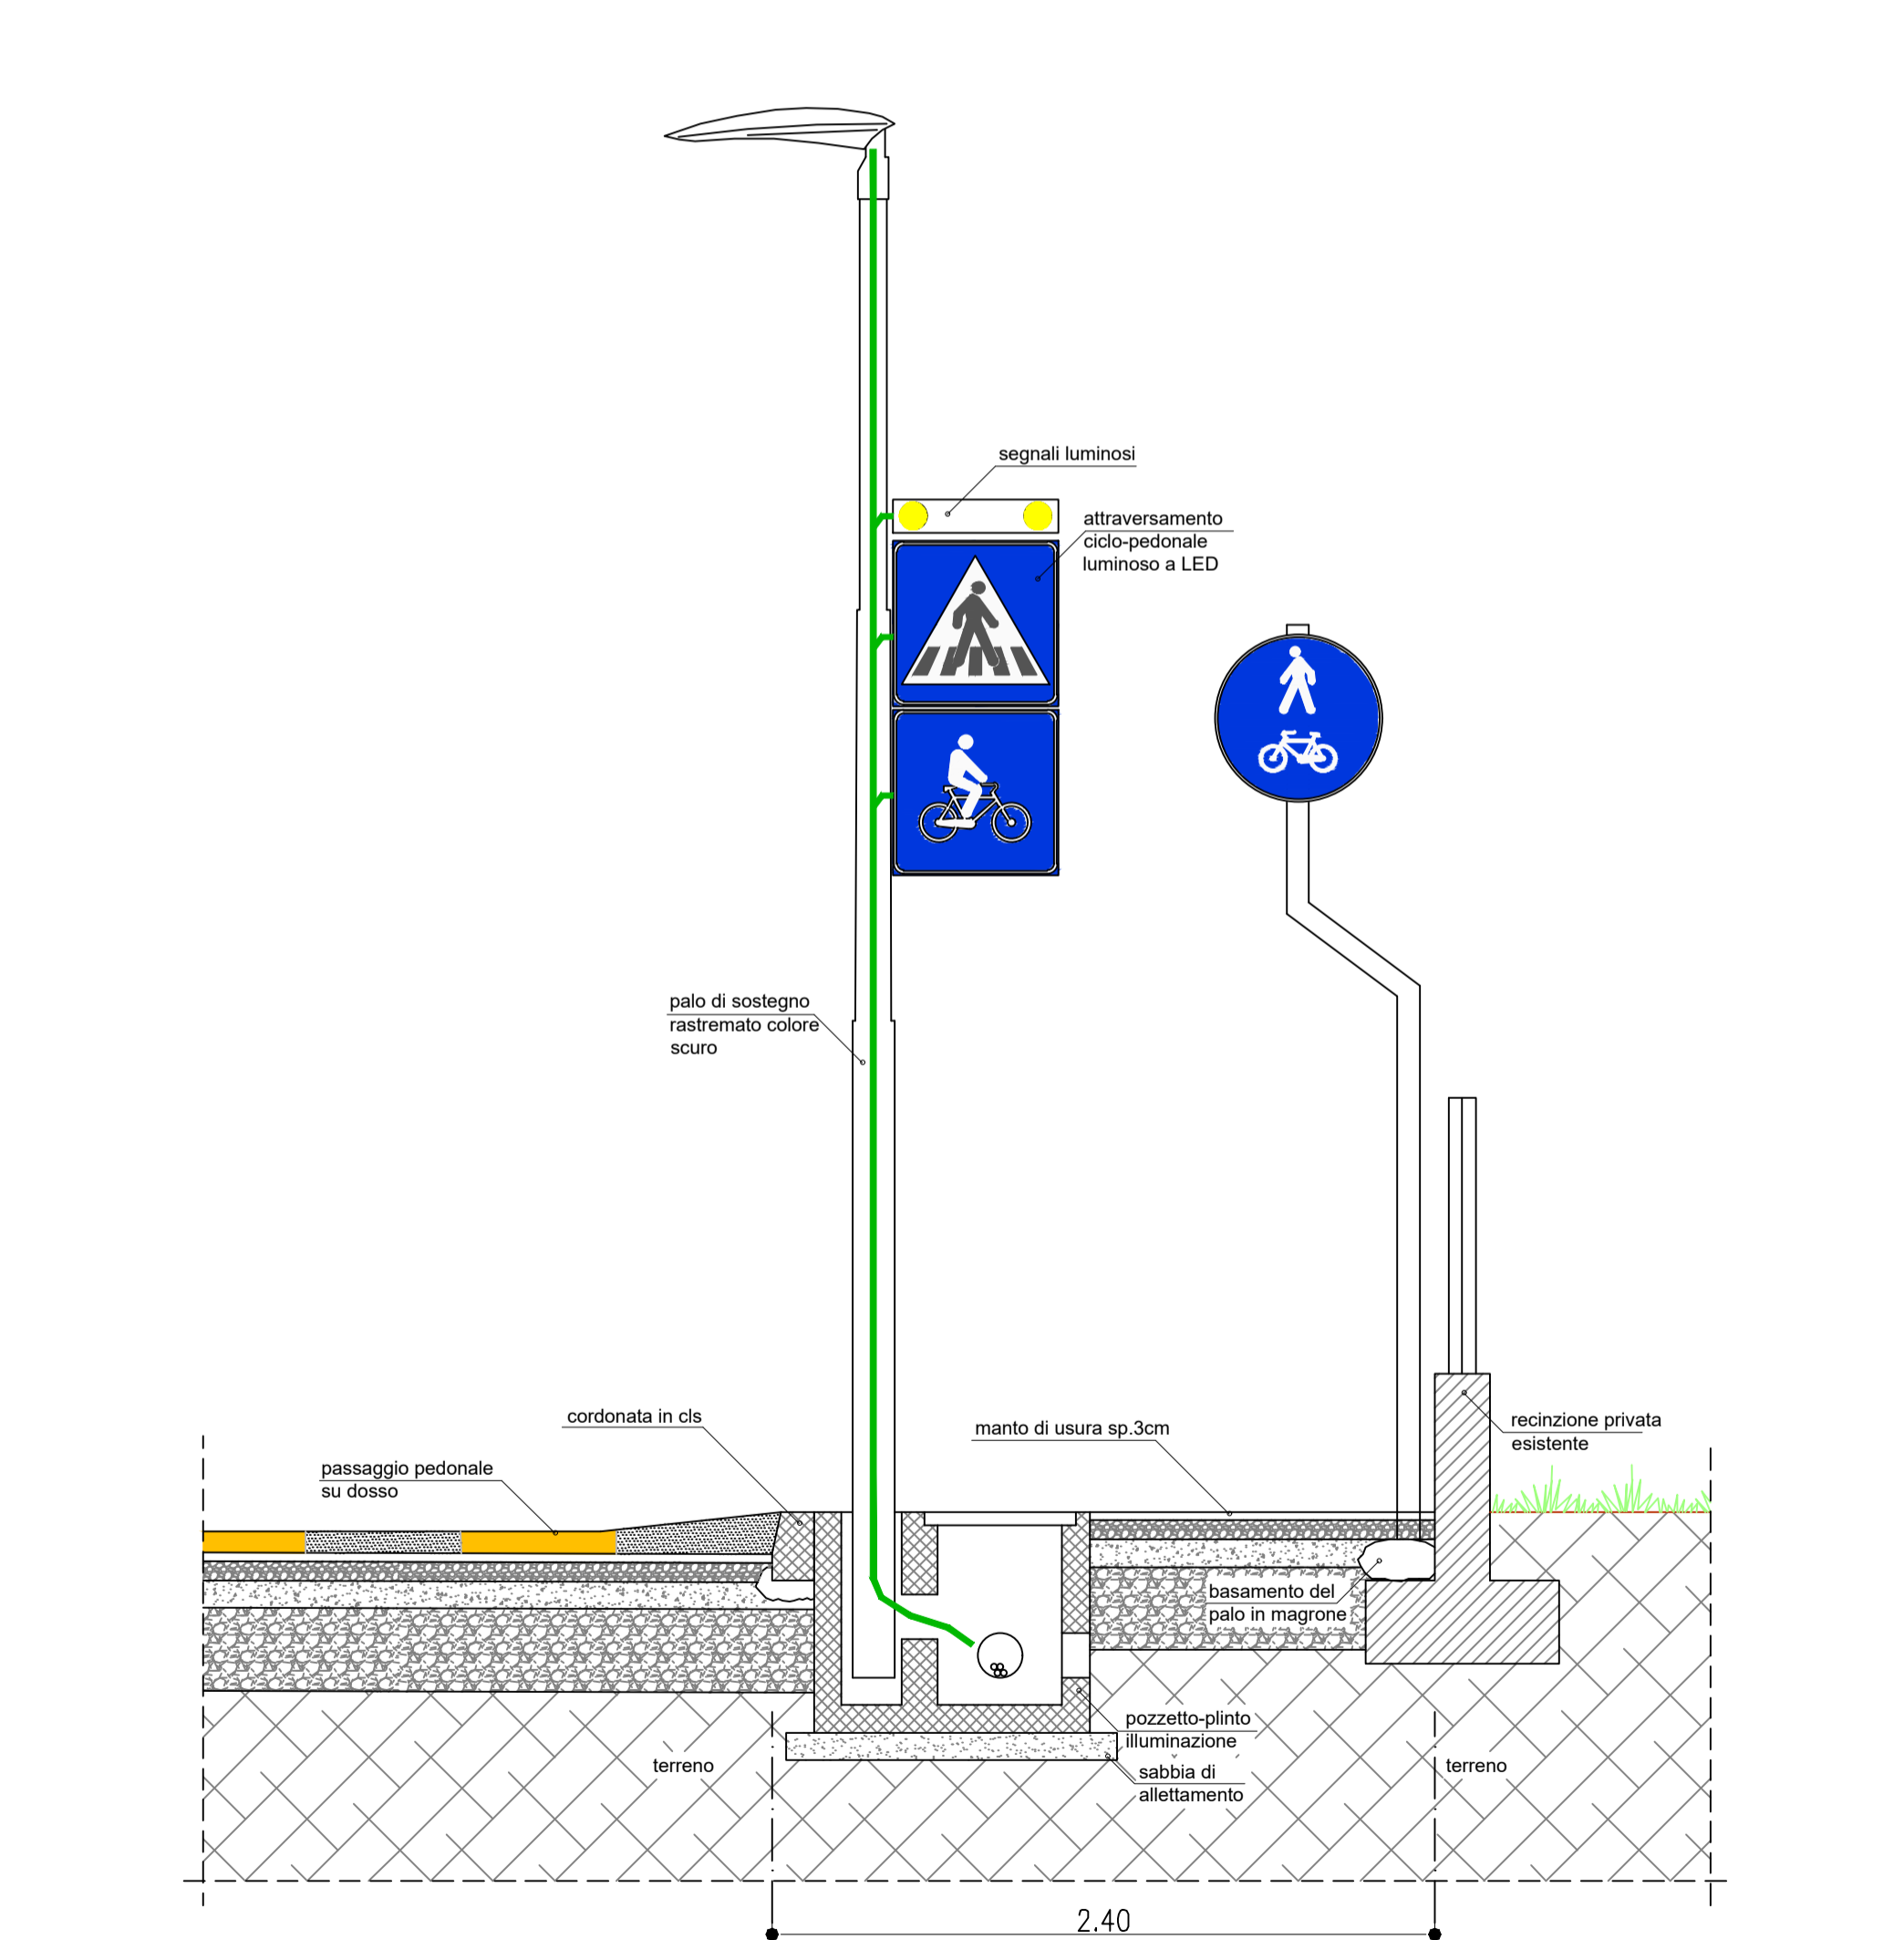 segnali luminosi
attraversamento
ciclo-pedonale
luminoso a LED
palo di sostegno
rastremato colore
scuro
cordonata in cls
manto di usura sp.3cm
recinzione privata
esistente
passaggio pedonale
su dosso
basamento del
palo in magrone
pozzetto-plinto
illuminazione
terreno
terreno
sabbia di
allettamento
2.40